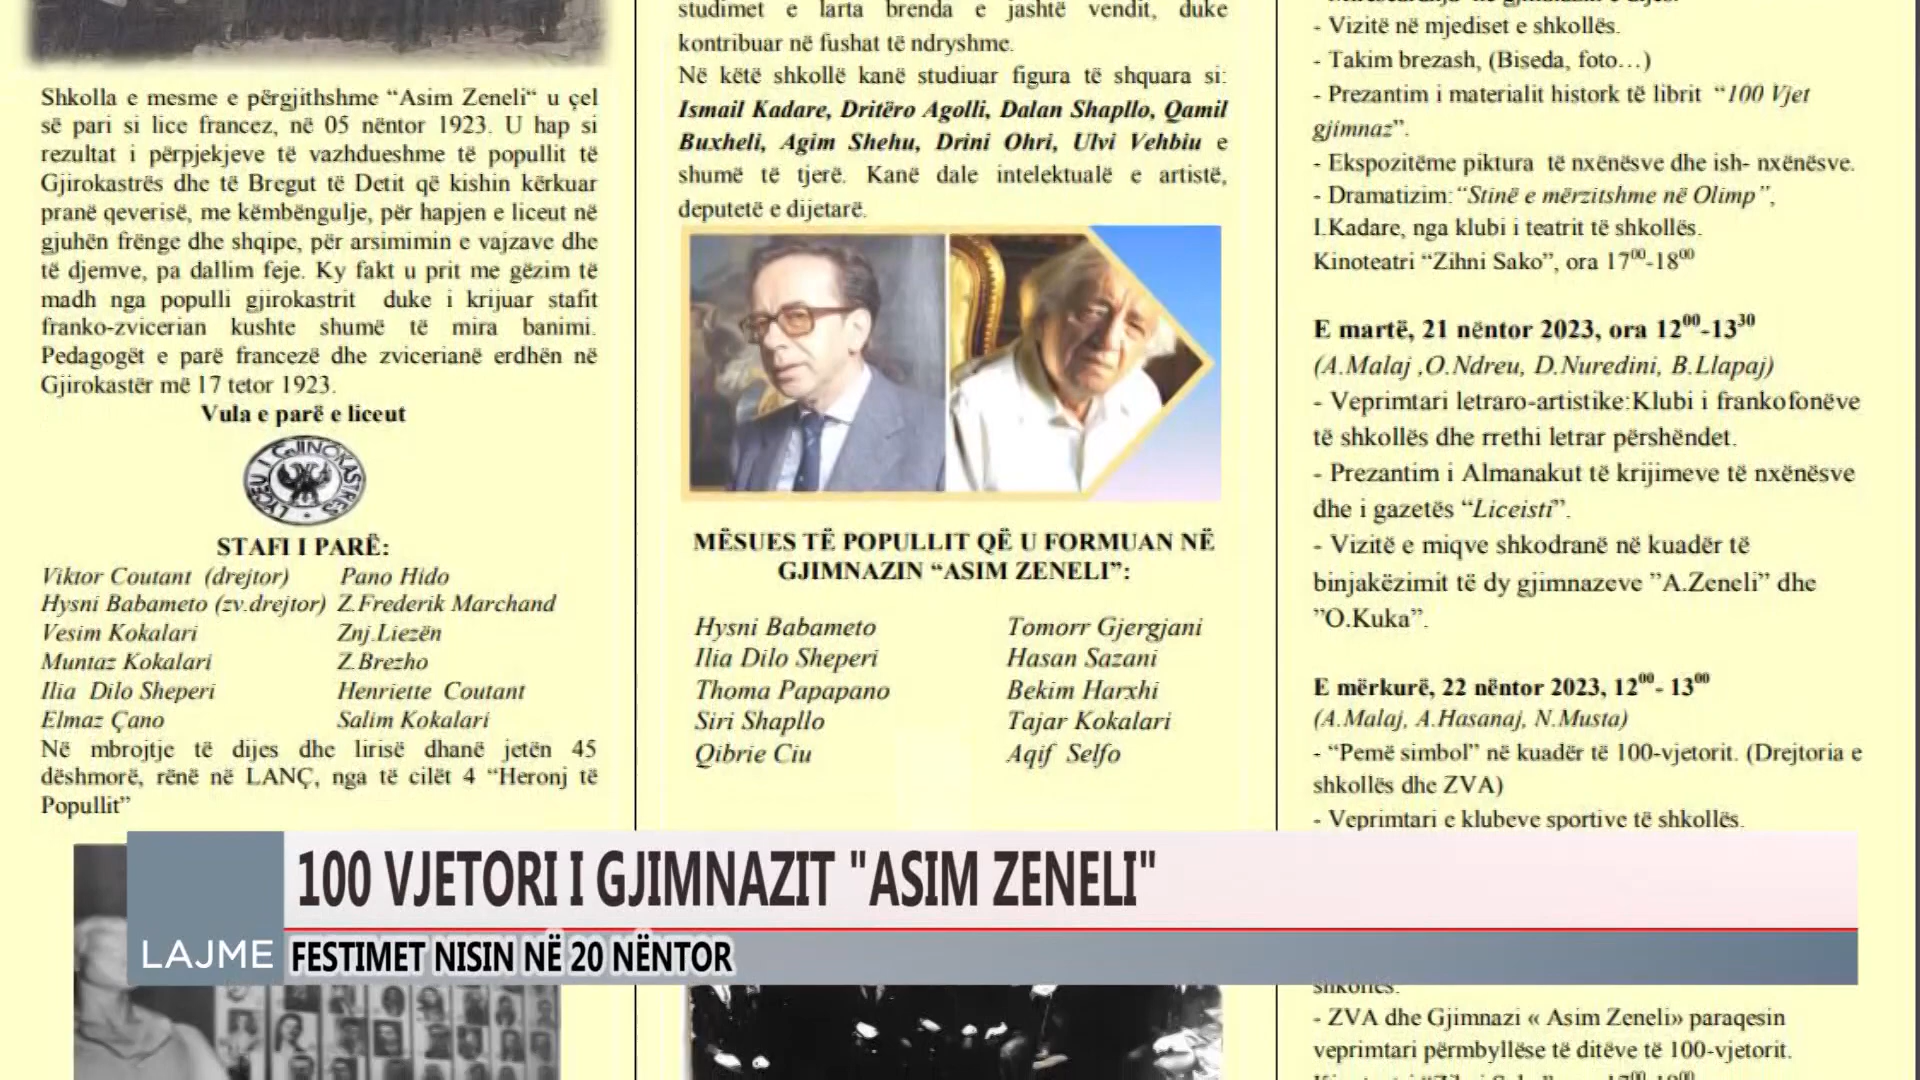 Shkolla e mesme e përgjithshme “Asim Zeneli“ u çel
së pari si lice francez, në 05 nëntor 1923. U hap si
rezultat i përpjekjeve të vazhdueshme të popullit të
Gjirokastrës dhe të Bregut të Detit që kishin kërkuar
pranë qeverisë, me këmbëngulje, për hapjen e liceut në
gjuhën frënge dhe shqipe, për arsimimin e vajzave dhe
të djemve, pa dallim feje. Ky fakt u prit me gëzim të
madh nga populli gjirokastrit duke i krijuar stafit
franko-zvicerian kushte shumë të mira banimi.
Pedagogët e parë francezë dhe zvicerianë erdhën në
Gjirokastër më 17 tetor 1923.
Vula e parë e liceut
LYCEU I GJINOKASTRES
STAFI I PARË:
Viktor Coutant (drejtor) Pano Hido
Hysni Babameto (zv.drejtor) Z.Frederik Marchand
Vesim Kokalari Znj.Liezën
Muntaz Kokalari Z.Brezho
Ilia Dilo Sheperi Henriette Coutant
Elmaz Çano Salim Kokalari
Në mbrojtje të dijes dhe lirisë dhanë jetën 45
dëshmorë, rënë në LANÇ, nga të cilët 4 “Heronj të
Popullit”
studimet e larta brenda e jashtë vendit, duke
kontribuar në fushat të ndryshme.
Në këtë shkollë kanë studiuar figura të shquara si:
Ismail Kadare, Dritëro Agolli, Dalan Shapllo, Qamil
Buxheli, Agim Shehu, Drini Ohri, Ulvi Vehbiu e
shumë të tjerë. Kanë dale intelektualë e artistë,
deputetë e dijetarë.
MËSUES TË POPULLIT QË U FORMUAN NË
GJIMNAZIN “ASIM ZENELI”:
Hysni Babameto Tomorr Gjergjani
Ilia Dilo Sheperi Hasan Sazani
Thoma Papapano Bekim Harxhi
Siri Shapllo Tajar Kokalari
Qibrie Ciu Aqif Selfo
- Vizitë në mjediset e shkollës.
- Takim brezash, (Biseda, foto…)
- Prezantim i materialit histork të librit “100 Vjet
gjimnaz”.
- Ekspozitëme piktura të nxënësve dhe ish- nxënësve.
- Dramatizim:“Stinë e mërzitshme në Olimp”,
I.Kadare, nga klubi i teatrit të shkollës.
Kinoteatri “Zihni Sako”, ora 17⁰⁰-18⁰⁰
E martë, 21 nëntor 2023, ora 12⁰⁰-13³⁰
(A.Malaj ,O.Ndreu, D.Nuredini, B.Llapaj)
- Veprimtari letraro-artistike:Klubi i frankofonëve
të shkollës dhe rrethi letrar përshëndet.
- Prezantim i Almanakut të krijimeve të nxënësve
dhe i gazetës “Liceisti”.
- Vizitë e miqve shkodranë në kuadër të
binjakëzimit të dy gjimnazeve ”A.Zeneli” dhe
”O.Kuka”.
E mërkurë, 22 nëntor 2023, 12⁰⁰- 13⁰⁰
(A.Malaj, A.Hasanaj, N.Musta)
- “Pemë simbol” në kuadër të 100-vjetorit. (Drejtoria e
shkollës dhe ZVA)
- Veprimtari e klubeve sportive të shkollës.
shkollës.
- ZVA dhe Gjimnazi « Asim Zeneli» paraqesin
veprimtari përmbyllëse të ditëve të 100-vjetorit.
100 VJETORI I GJIMNAZIT "ASIM ZENELI"
LAJME
FESTIMET NISIN NË 20 NËNTOR